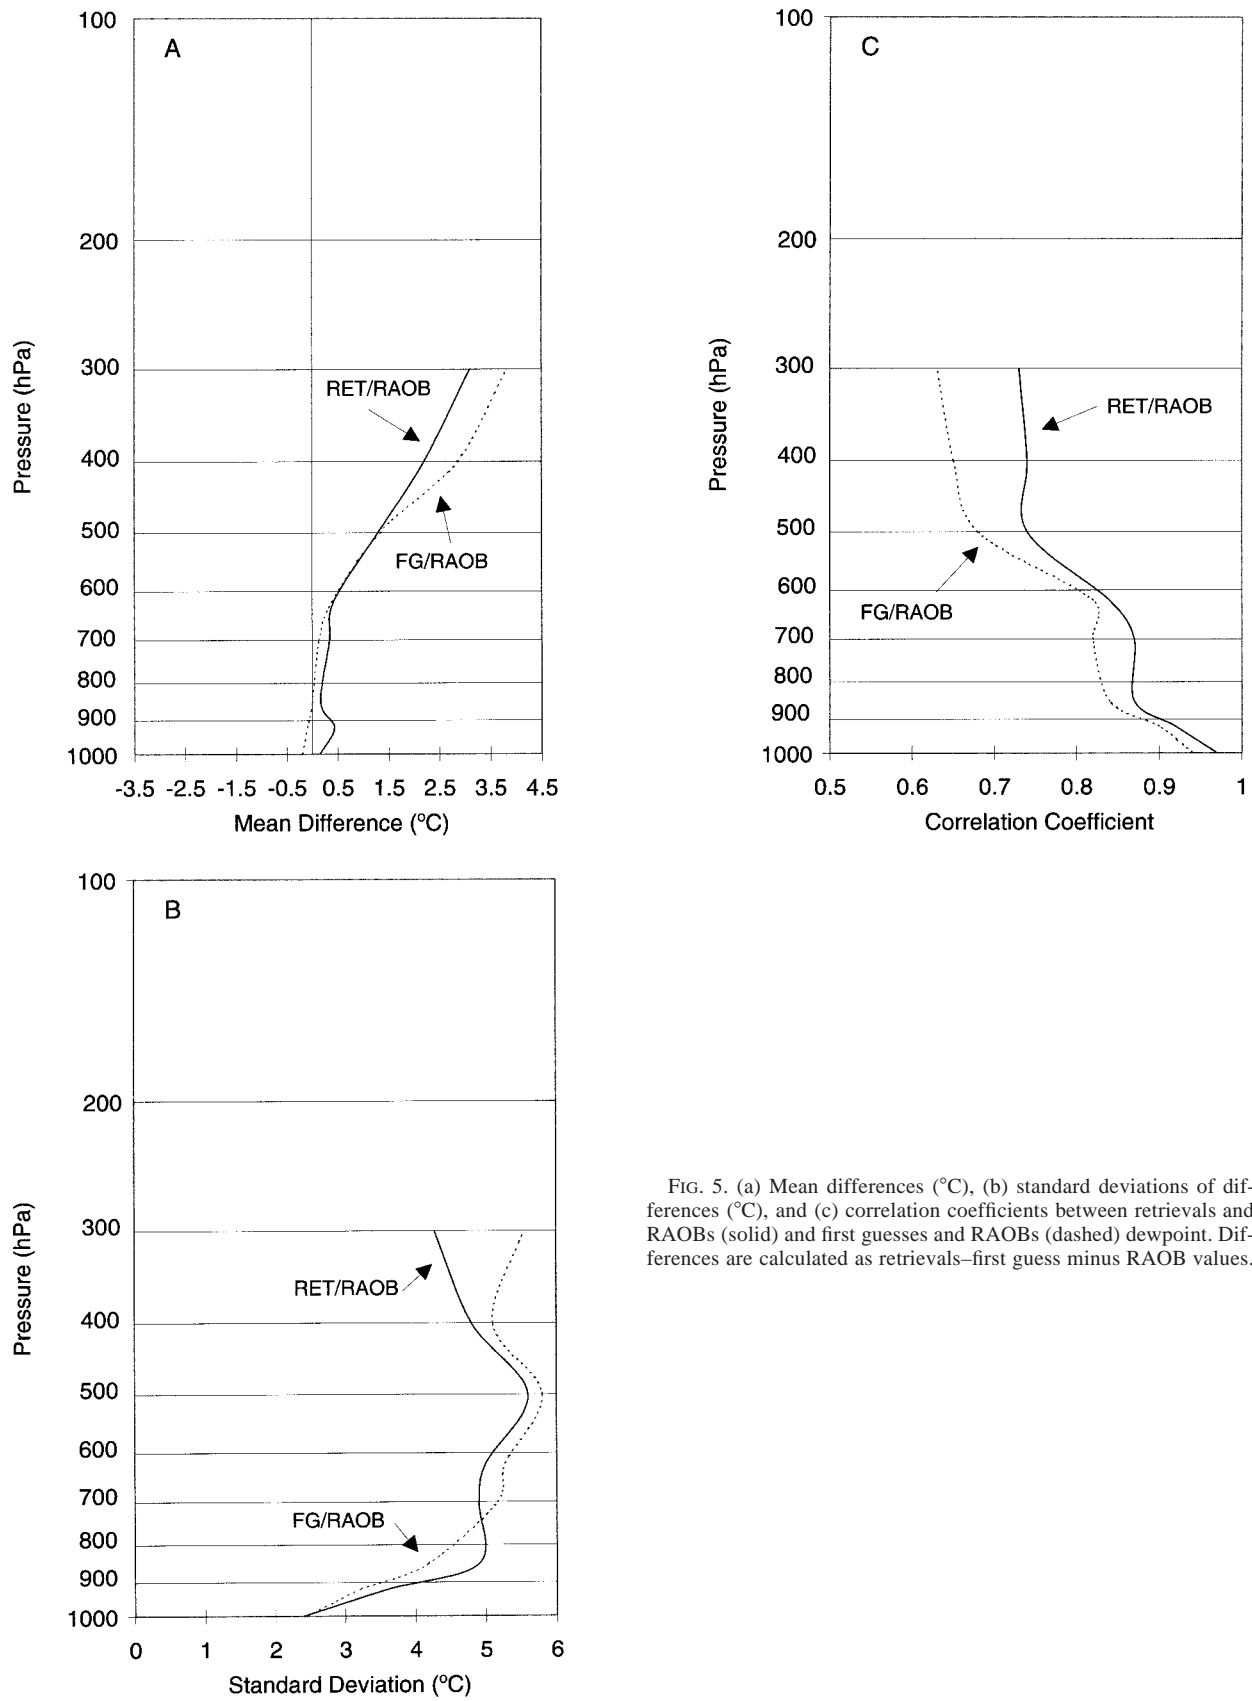 A
100
200
300
400
500
600
700
800
900
1000
Pressure (hPa)
RET/RAOB
FG/RAOB
-3.5 -2.5 -1.5 -0.5 0.5 1.5 2.5 3.5 4.5
Mean Difference (°C)
C
100
200
300
400
500
600
700
800
900
1000
Pressure (hPa)
RET/RAOB
FG/RAOB
0.5 0.6 0.7 0.8 0.9 1
Correlation Coefficient
B
100
200
300
400
500
600
700
800
900
1000
Pressure (hPa)
RET/RAOB
FG/RAOB
0 1 2 3 4 5 6
Standard Deviation (°C)
FIG. 5. (a) Mean differences (°C), (b) standard deviations of dif-
ferences (°C), and (c) correlation coefficients between retrievals and
RAOBs (solid) and first guesses and RAOBs (dashed) dewpoint. Dif-
ferences are calculated as retrievals–first guess minus RAOB values.